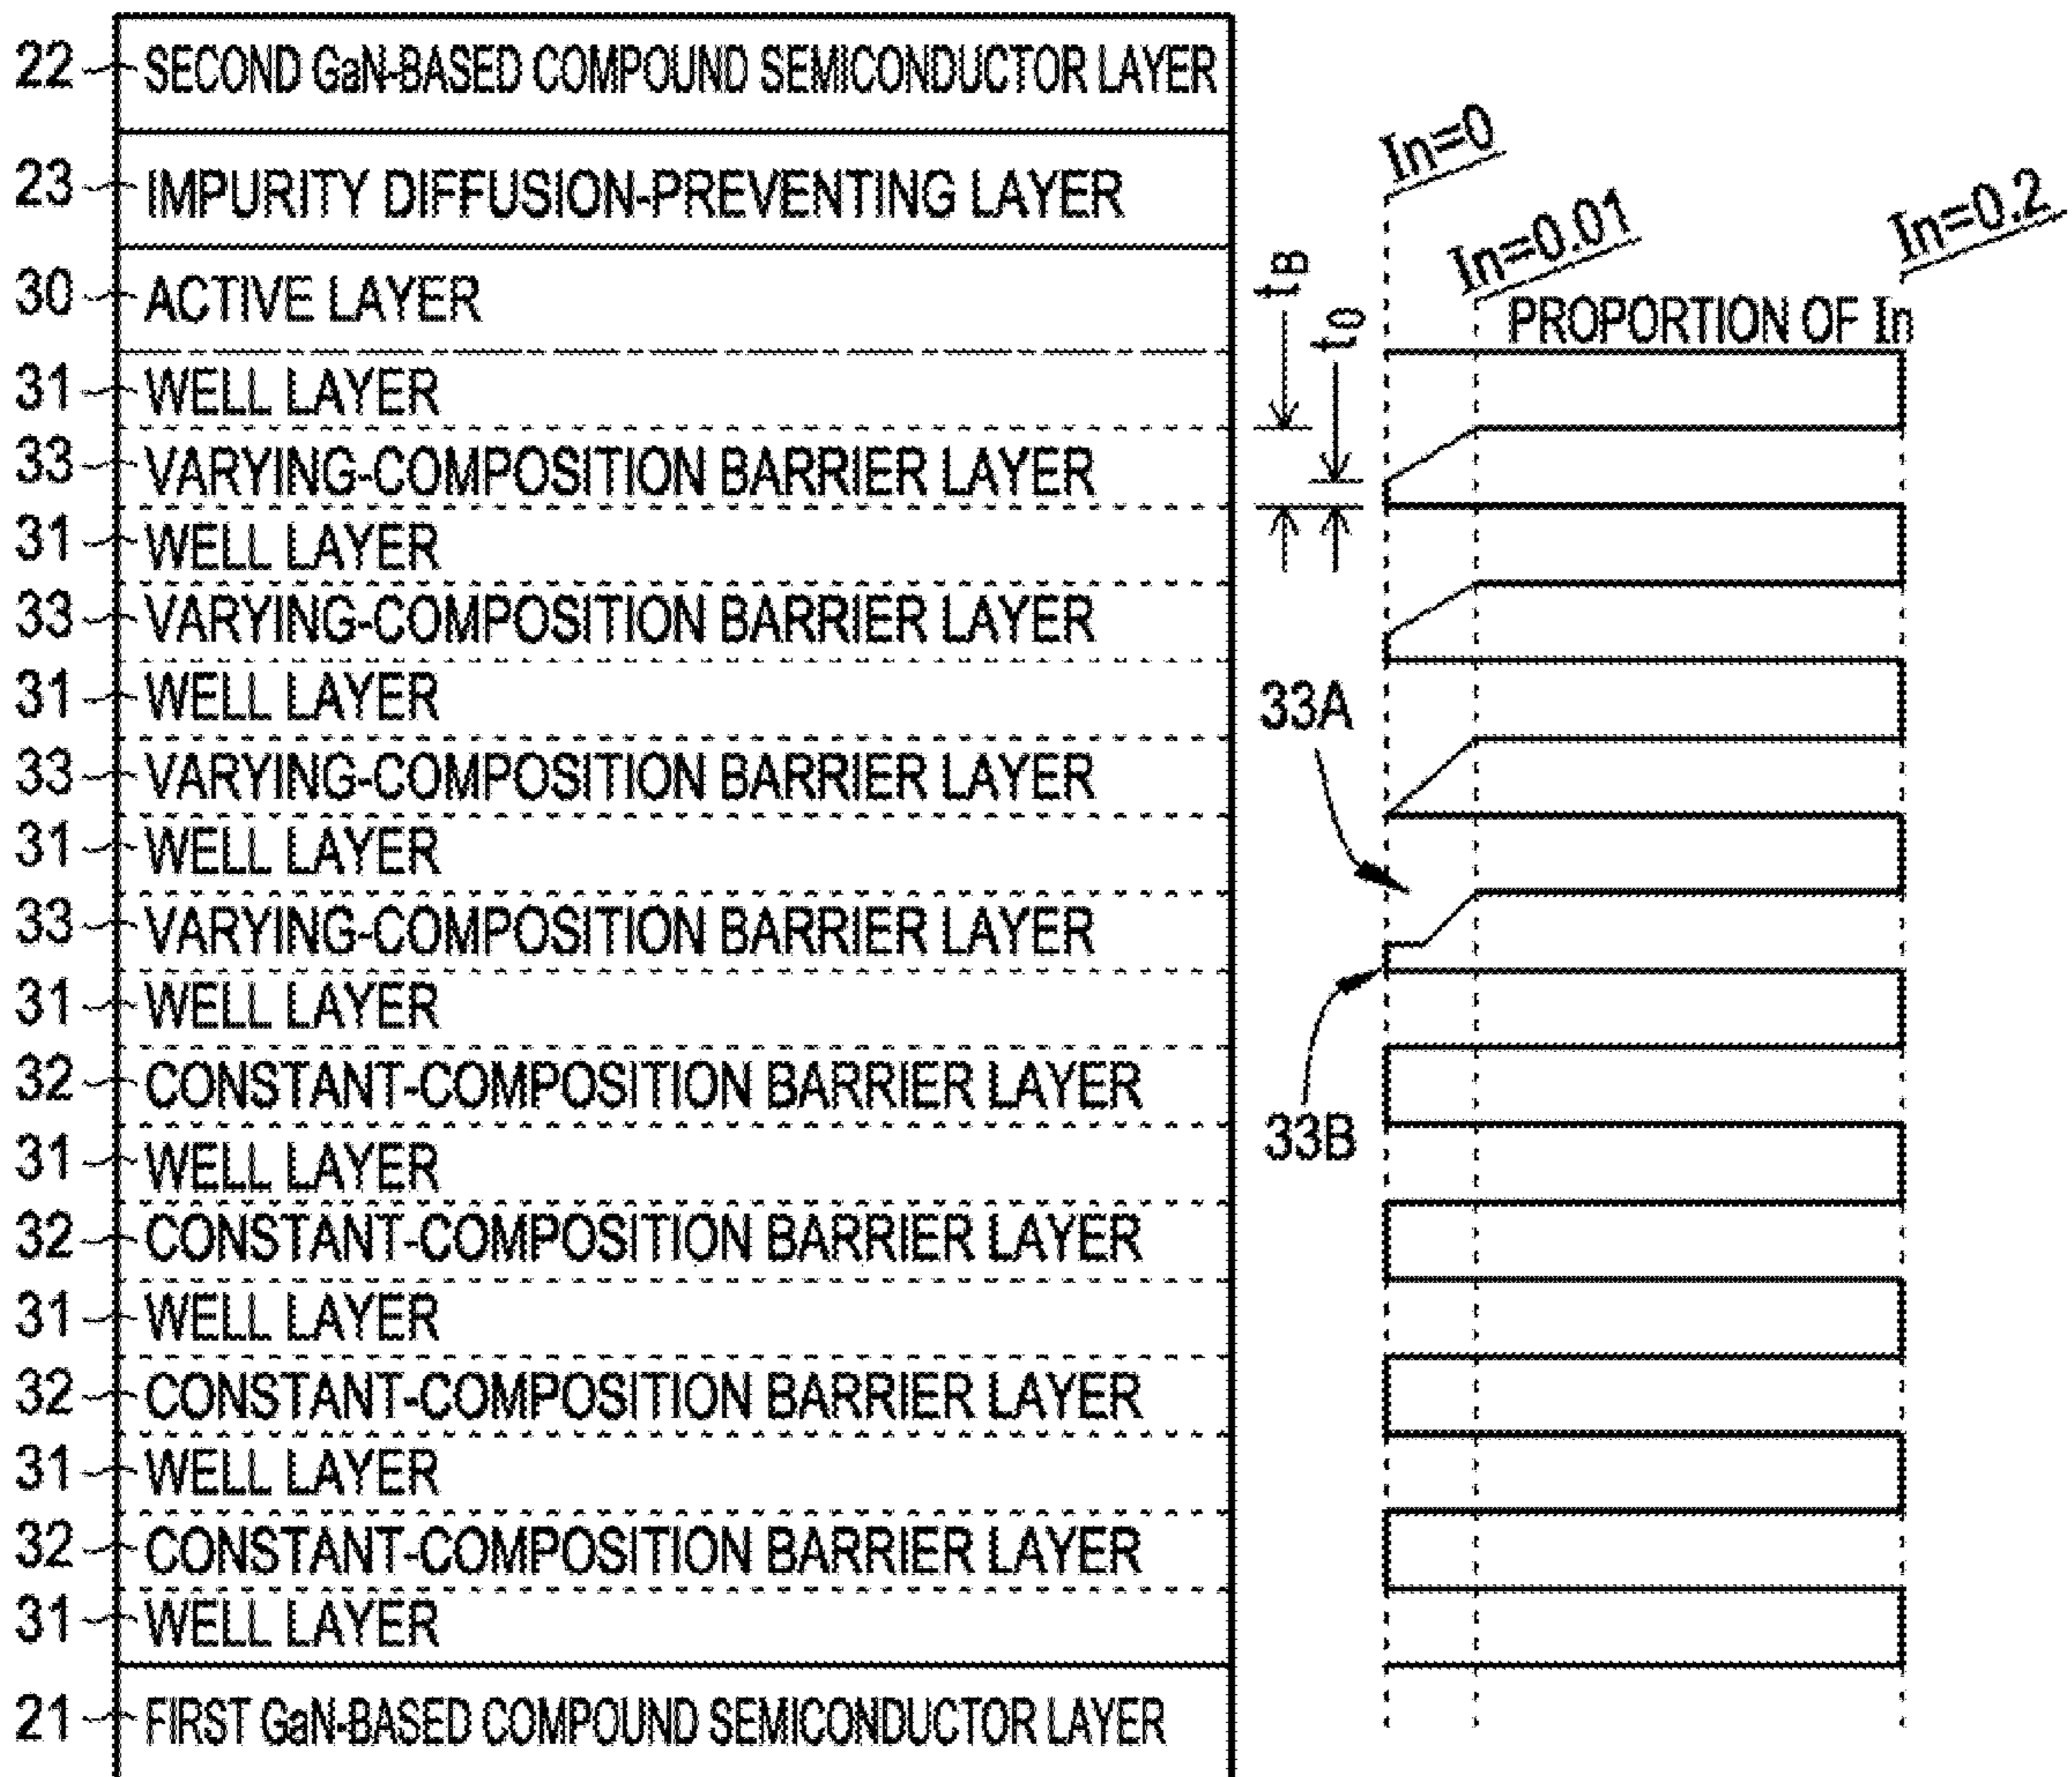 22 SECOND GaN-BASED COMPOUND SEMICONDUCTOR LAYER
23 IMPURITY DIFFUSION-PREVENTING LAYER
30 ACTIVE LAYER
31 WELL LAYER
33 VARYING-COMPOSITION BARRIER LAYER
31 WELL LAYER
33 VARYING-COMPOSITION BARRIER LAYER
31 WELL LAYER
33 VARYING-COMPOSITION BARRIER LAYER
31 WELL LAYER
33 VARYING-COMPOSITION BARRIER LAYER
31 WELL LAYER
32 CONSTANT-COMPOSITION BARRIER LAYER
31 WELL LAYER
32 CONSTANT-COMPOSITION BARRIER LAYER
31 WELL LAYER
32 CONSTANT-COMPOSITION BARRIER LAYER
31 WELL LAYER
32 CONSTANT-COMPOSITION BARRIER LAYER
31 WELL LAYER
21 FIRST GaN-BASED COMPOUND SEMICONDUCTOR LAYER
In=0
In=0.01
In=0.2
tB
t0
PROPORTION OF In
33A
33B